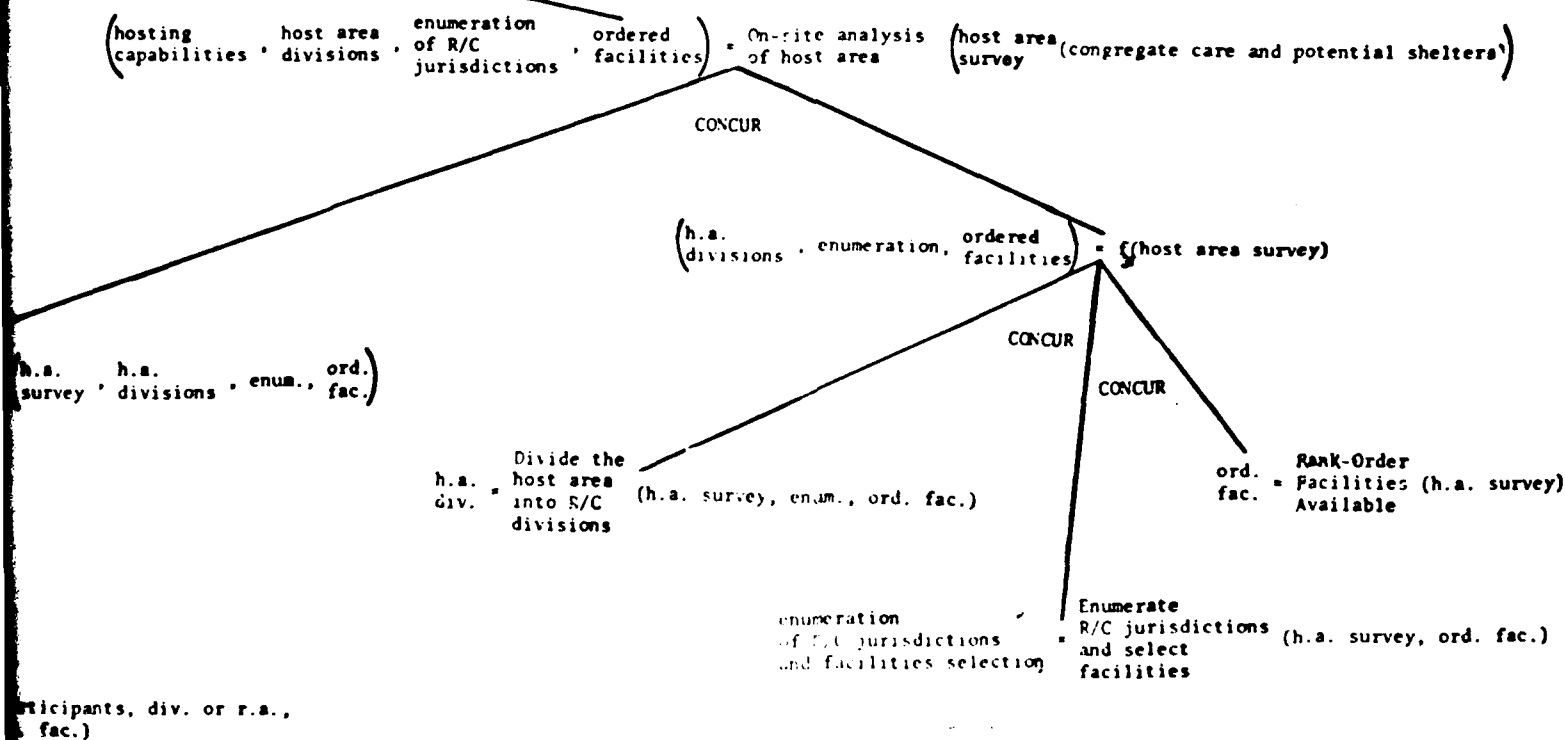 (hosting capabilities , host area divisions , enumeration of R/C jurisdictions , ordered facilities) = On-site analysis of host area (host area survey (congregate care and potential shelters))
CONCUR
(h.a. divisions , enumeration, ordered facilities) = f(host area survey)
CONCUR
CONCUR
(h.a. survey , h.a. divisions , enum., ord. fac.)
h.a. div. = Divide the host area into R/C divisions (h.a. survey, enum., ord. fac.)
ord. fac. = Rank-Order Facilities Available (h.a. survey)
enumeration of R/C jurisdictions and facilities selection = Enumerate R/C jurisdictions and select facilities (h.a. survey, ord. fac.)
ticipants, div. or r.a.,
fac.)